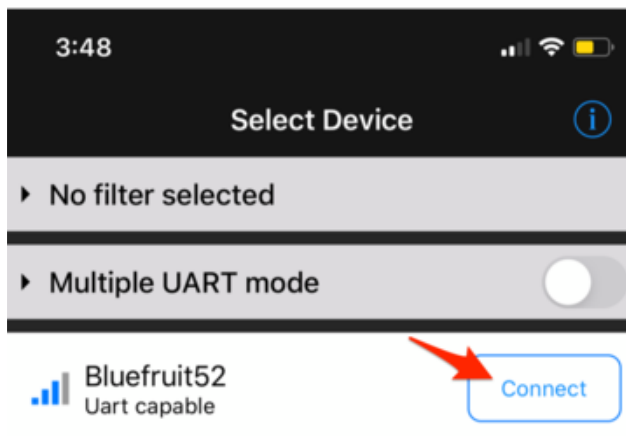 3:48
Select Device
No filter selected
Multiple UART mode
Bluefruit52
Uart capable
Connect